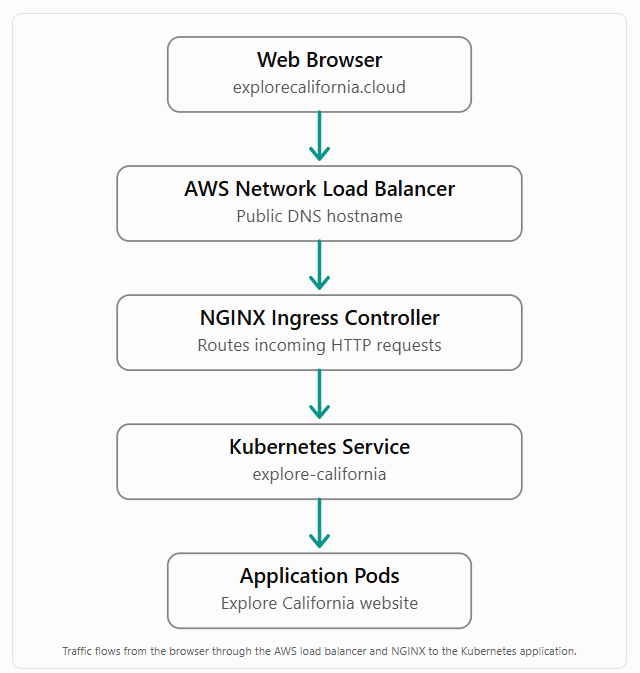 Web Browser
explorecalifornia.cloud
AWS Network Load Balancer
Public DNS hostname
NGINX Ingress Controller
Routes incoming HTTP requests
Kubernetes Service
explore-california
Application Pods
Explore California website
Traffic flows from the browser through the AWS load balancer and NGINX to the Kubernetes application.